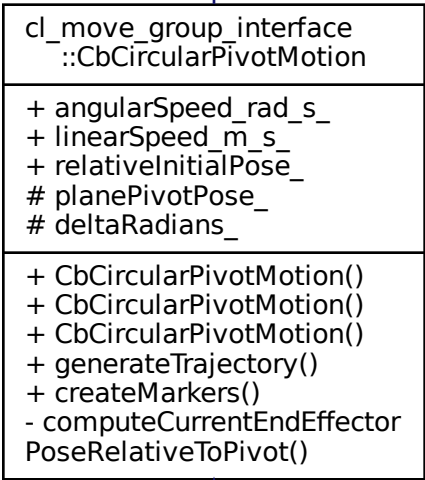 cl_move_group_interface
::CbCircularPivotMotion
+ angularSpeed_rad_s_
+ linearSpeed_m_s_
+ relativeInitialPose_
# planePivotPose_
# deltaRadians_
+ CbCircularPivotMotion()
+ CbCircularPivotMotion()
+ CbCircularPivotMotion()
+ generateTrajectory()
+ createMarkers()
- computeCurrentEndEffector
PoseRelativeToPivot()